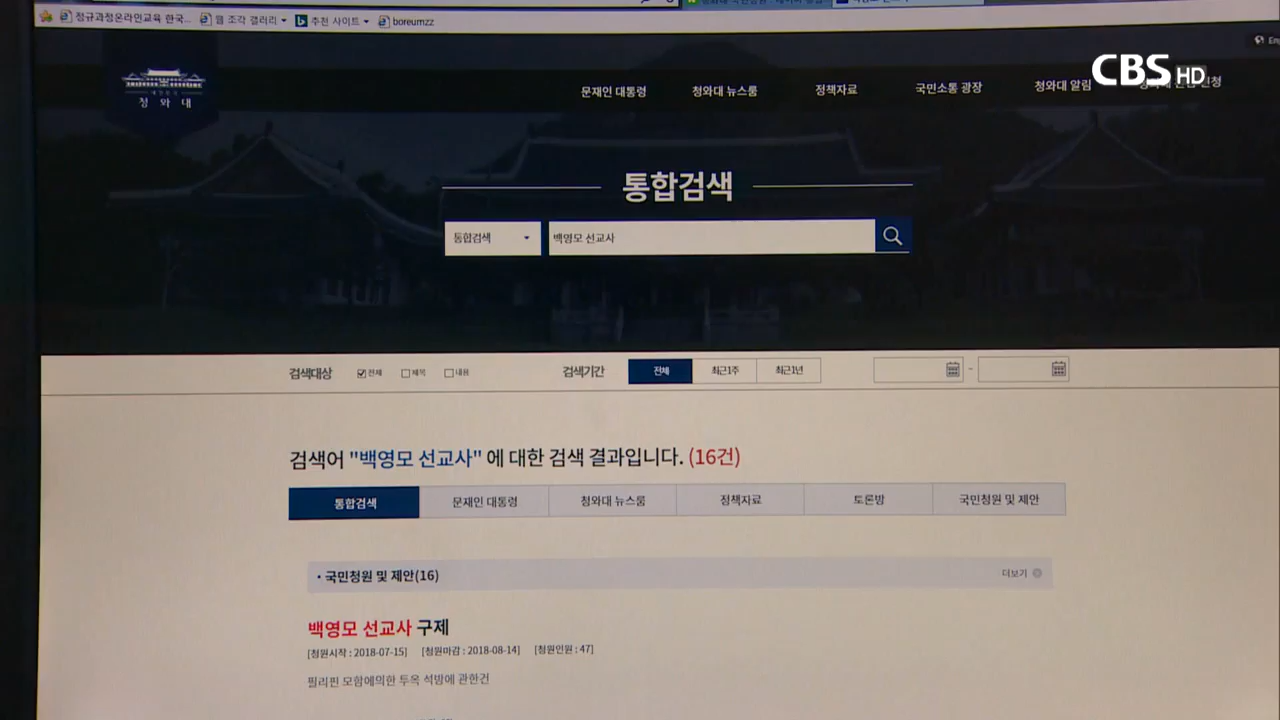 정규과정온라인교육 한국...
웹 조각 갤러리
추천 사이트
boreumzz
CBS HD
청 와 대
문재인 대통령
청와대 뉴스룸
정책자료
국민소통 광장
청와대 알림
신청
통합검색
통합검색
백영모 선교사
검색대상
전체
제목
내용
검색기간
전체
최근1주
최근1년
-
검색어 "백영모 선교사" 에 대한 검색 결과입니다. (16건)
통합검색
문재인 대통령
청와대 뉴스룸
정책자료
토론방
국민청원 및 제안
· 국민청원 및 제안(16)
더보기
백영모 선교사 구제
[청원시작 : 2018-07-15] [청원마감 : 2018-08-14] [청원인원 : 47]
필리핀 모함에의한 투옥 석방에 관한건